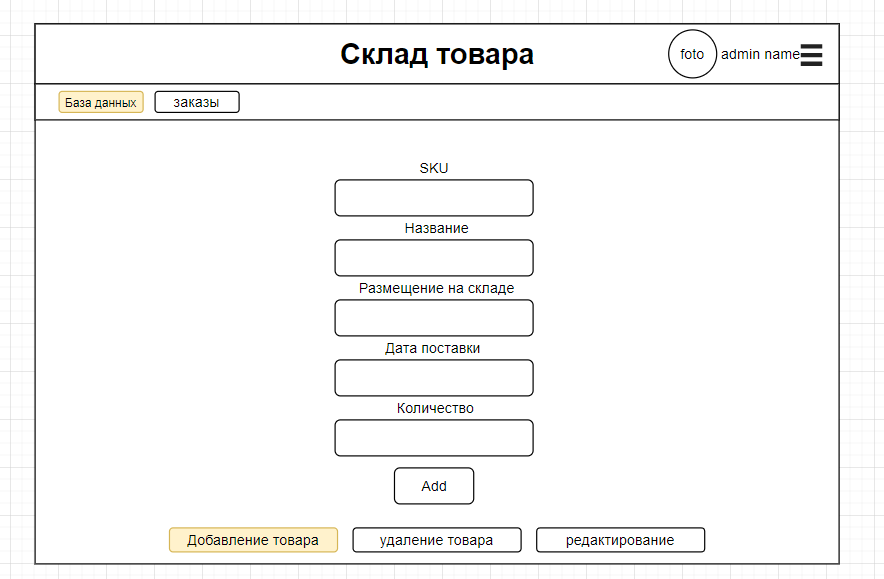 Склад товара
foto
admin name
База данных
заказы
SKU
Название
Размещение на складе
Дата поставки
Количество
Add
Добавление товара
удаление товара
редактирование